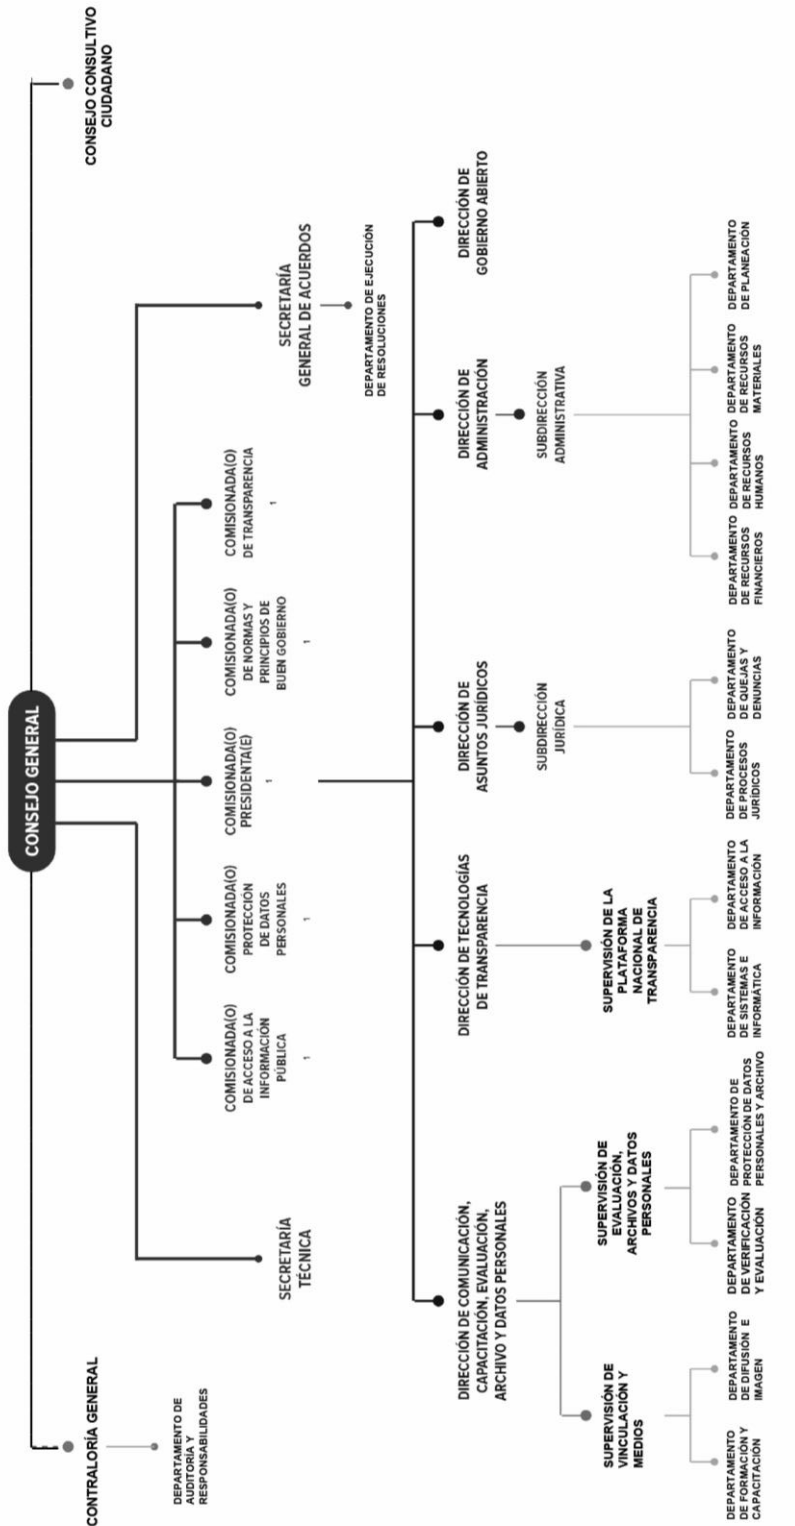 CONSEJO GENERAL
CONTRALORÍA GENERAL
DEPARTAMENTO DE
AUDITORÍA Y
RESPONSABILIDADES
CONSEJO CONSULTIVO
CIUDADANO
SECRETARÍA
TÉCNICA
SECRETARÍA
GENERAL DE ACUERDOS
DEPARTAMENTO DE EJECUCIÓN
DE RESOLUCIONES
COMISIONADA(O)
DE ACCESO A LA
INFORMACIÓN
PÚBLICA
1
COMISIONADA(O)
PROTECCIÓN
DE DATOS
PERSONALES
1
COMISIONADA(O)
PRESIDENTA(E)
1
COMISIONADA(O)
DE NORMAS Y
PRINCIPIOS DE
BUEN GOBIERNO
1
COMISIONADA(O)
DE TRANSPARENCIA
1
DIRECCIÓN DE COMUNICACIÓN,
CAPACITACIÓN, EVALUACIÓN,
ARCHIVO Y DATOS PERSONALES
DIRECCIÓN DE TECNOLOGÍAS
DE TRANSPARENCIA
DIRECCIÓN DE
ASUNTOS JURÍDICOS
DIRECCIÓN DE
ADMINISTRACIÓN
DIRECCIÓN DE
GOBIERNO ABIERTO
SUBDIRECCIÓN
JURÍDICA
SUBDIRECCIÓN
ADMINISTRATIVA
SUPERVISIÓN DE
VINCULACIÓN Y
MEDIOS
SUPERVISIÓN DE
EVALUACIÓN,
ARCHIVOS Y DATOS
PERSONALES
SUPERVISIÓN DE LA
PLATAFORMA
NACIONAL DE
TRANSPARENCIA
DEPARTAMENTO
DE FORMACIÓN Y
CAPACITACIÓN
DEPARTAMENTO
DE DIFUSIÓN E
IMAGEN
DEPARTAMENTO
DE VERIFICACIÓN
Y EVALUACIÓN
DEPARTAMENTO DE
PROTECCIÓN DE DATOS
PERSONALES Y ARCHIVO
DEPARTAMENTO
DE SISTEMAS E
INFORMÁTICA
DEPARTAMENTO
DE ACCESO A LA
INFORMACIÓN
DEPARTAMENTO
DE PROCESOS
JURÍDICOS
DEPARTAMENTO
DE QUEJAS Y
DENUNCIAS
DEPARTAMENTO
DE RECURSOS
FINANCIEROS
DEPARTAMENTO
DE RECURSOS
HUMANOS
DEPARTAMENTO
DE RECURSOS
MATERIALES
DEPARTAMENTO
DE PLANEACIÓN